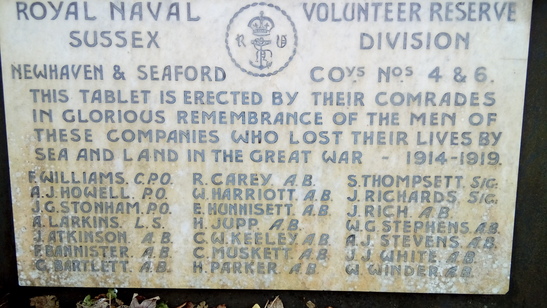 ROYAL NAVAL VOLUNTEER RESERVE
SUSSEX DIVISION
R V
NEWHAVEN & SEAFORD COYS NOS 4 & 6.
THIS TABLET IS ERECTED BY THEIR COMRADES
IN GLORIOUS REMEMBRANCE OF THE MEN OF
THESE COMPANIES WHO LOST THEIR LIVES BY
SEA AND LAND IN THE GREAT WAR - 1914-1919.
F. WILLIAMS. C.P.O. R. CAREY. A.B. S. THOMPSETT. SIG.
A.J. HOWELL. P.O. W. HARRIOTT. A.B. J. RICHARDS. SIG.
J.G. STONHAM. P.O. E. HUNNISETT. A.B. J. RICH. A.B.
A. LARKINS. L.S. H. JUPP. A.B. W.G. STEPHENS. A.B.
J. ATKINSON. A.B. C.W. KEELEY. A.B. A.J. STEVENS. A.B.
F. BANNISTER. A.B. C. MUSKETT. A.B. J.J. WHITE. A.B.
G. BARTLETT. A.B. H. PARKER. A.B. W. WINDER. A.B.